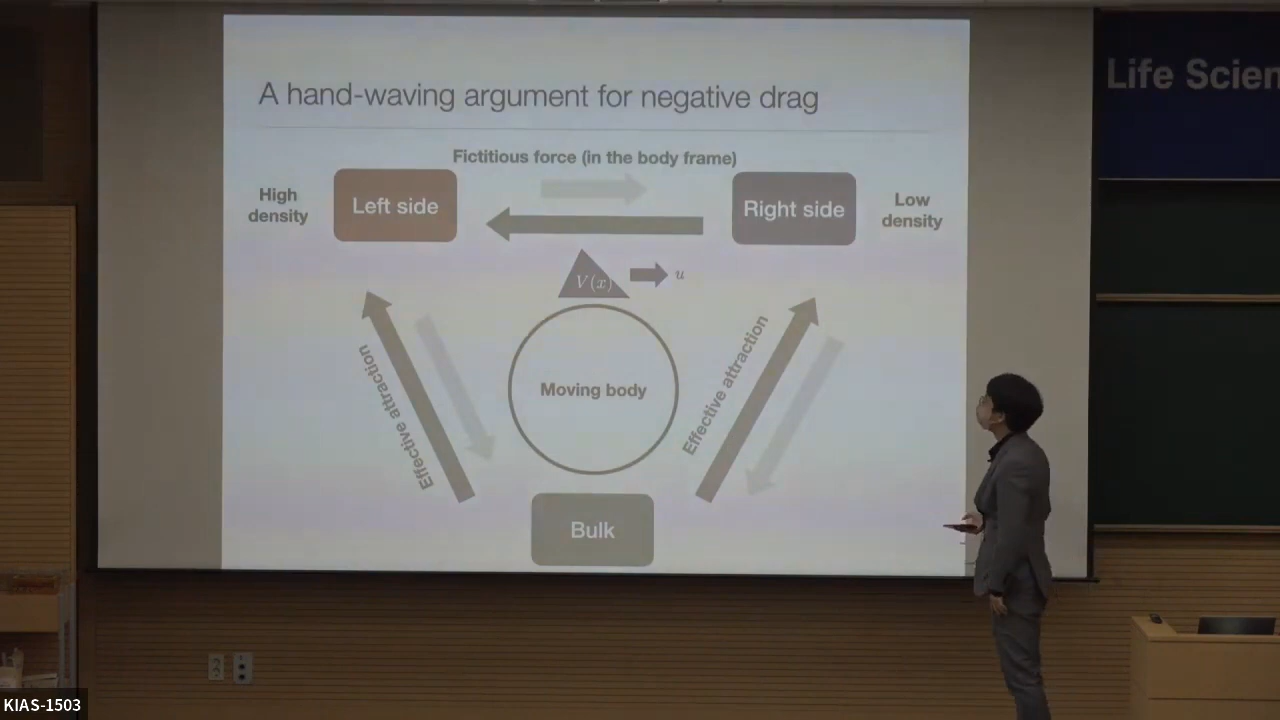 Life Scien
A hand-waving argument for negative drag
Fictitious force (in the body frame)
High
density
Left side
Right side
Low
density
V(x)
u
Effective attraction
Moving body
Effective attraction
Bulk
KIAS-1503